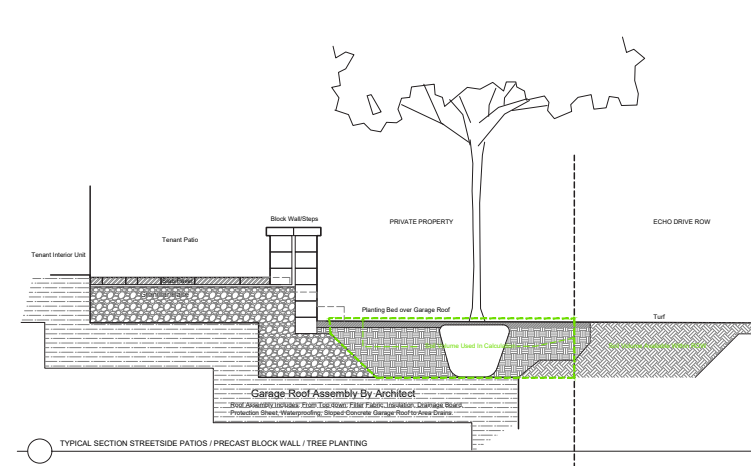 Block Wall/Steps
PRIVATE PROPERTY
ECHO DRIVE ROW
Tenant Patio
Tenant Interior Unit
Planting Bed over Garage Roof
Turf
Used In
Garage Roof Assembly By Architect
Roof Assembly Includes: From Top down, Filter Fabric, Insulation, Drainage Board,
Protection Sheet, Waterproofing, Sloped Concrete Garage Roof to Area Drains.
TYPICAL SECTION STREETSIDE PATIOS / PRECAST BLOCK WALL / TREE PLANTING